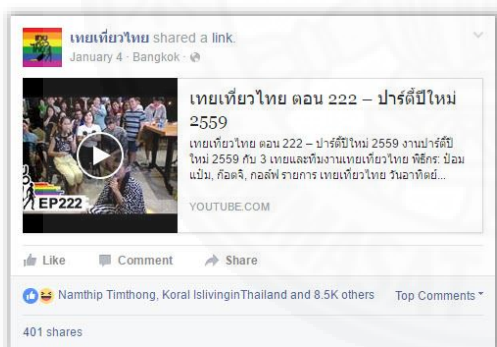 เทยเที่ยวไทย shared a link.
January 4 · Bangkok ·
เทยเที่ยวไทย ตอน 222 – ปาร์ตี้ปีใหม่
2559
เทยเที่ยวไทย ตอน 222 – ปาร์ตี้ปีใหม่ 2559 งานปาร์ตี้ปี
ใหม่ 2559 กับ 3 เทยและทีมงานเทยเที่ยวไทย พิธีกร: ป้อม
แป้ม, ก๊อตจิ, กอล์ฟ รายการ เทยเที่ยวไทย วันอาทิตย์...
YOUTUBE.COM
EP222
Like Comment Share
Namthip Timthong, Koral IslivinginThailand and 8.5K others Top Comments
401 shares